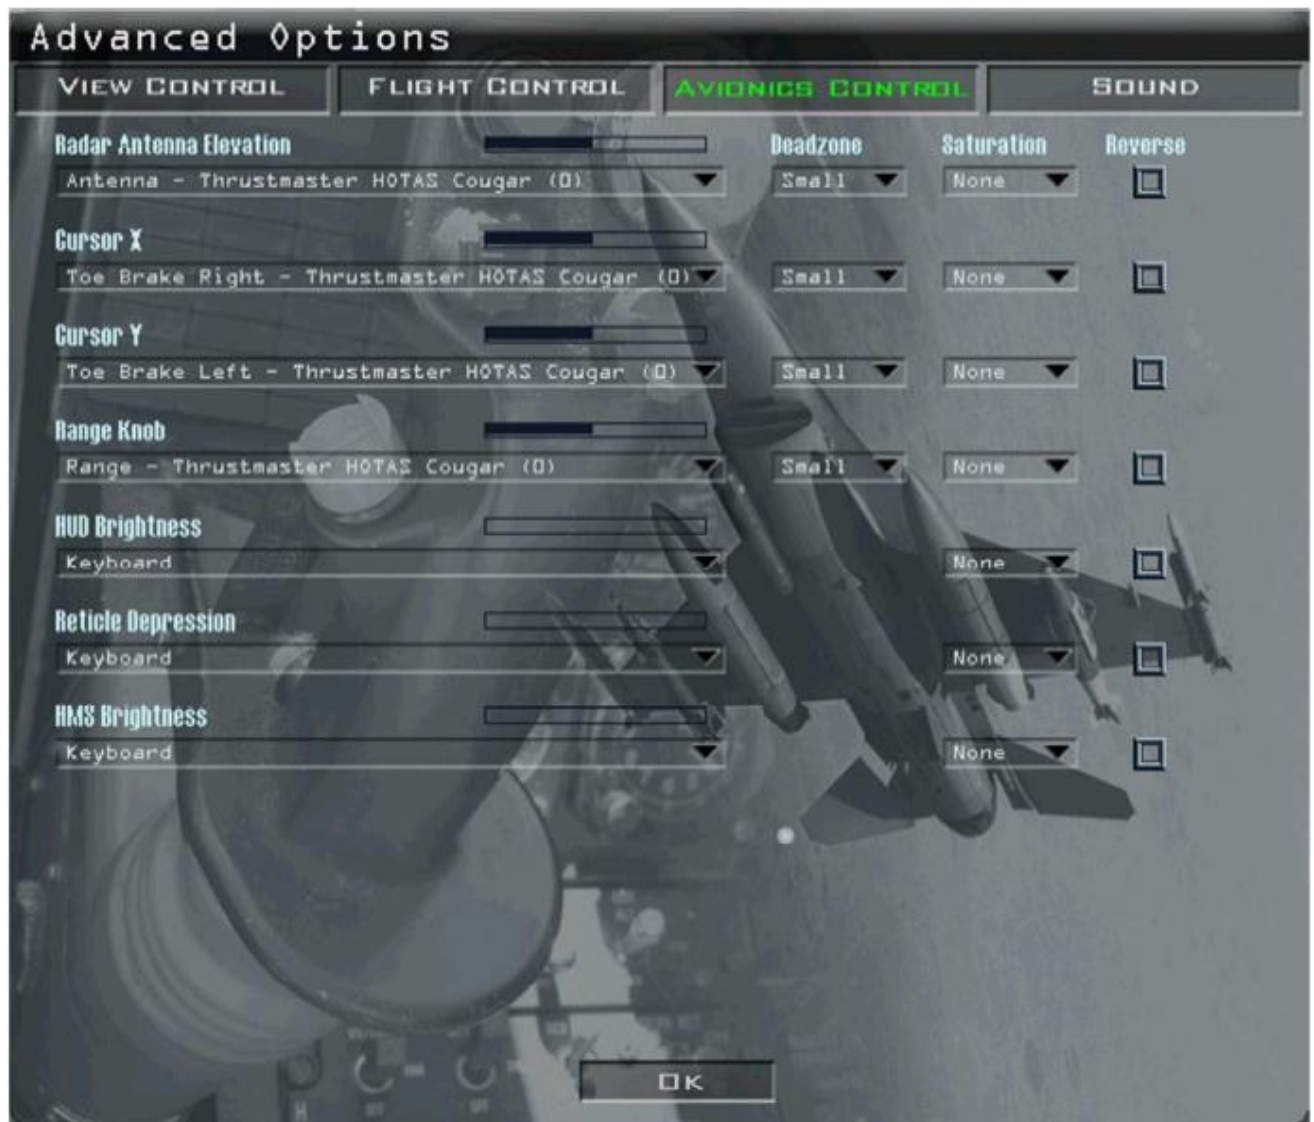 Advanced Options
VIEW CONTROL FLIGHT CONTROL AVIONICS CONTROL SOUND
Radar Antenna Elevation Deadzone Saturation Reverse
Antenna - Thrustmaster HOTAS Cougar (0) Small None
Cursor X
Toe Brake Right - Thrustmaster HOTAS Cougar (0) Small None
Cursor Y
Toe Brake Left - Thrustmaster HOTAS Cougar (0) Small None
Range Knob
Range - Thrustmaster HOTAS Cougar (0) Small None
HUD Brightness
Keyboard None
Reticle Depression
Keyboard None
HMS Brightness
Keyboard None
OFF OFF
H
OK